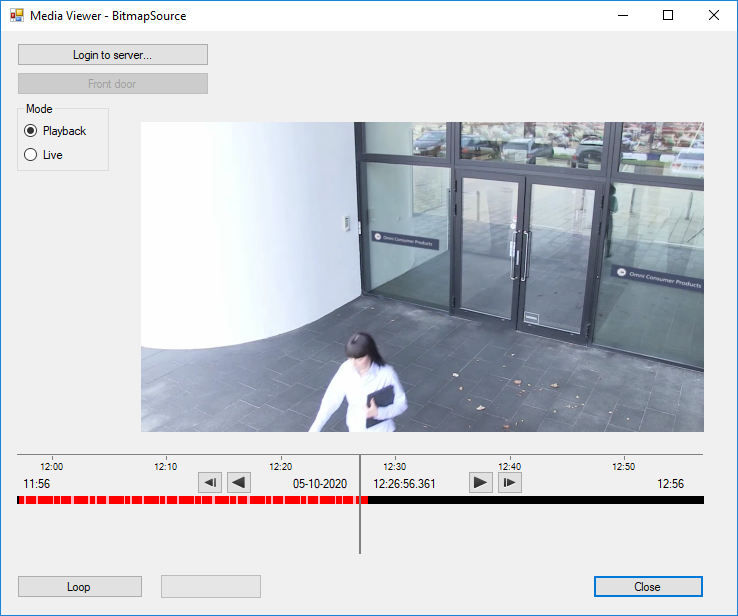 Media Viewer - BitmapSource
Login to server...
Front door
Mode
Playback
Live
Omni Consumer Products
Omni Consumer Products
12:00 12:10 12:20 12:30 12:40 12:50
11:56 05-10-2020 12:26:56.361 12:56
Loop
Close